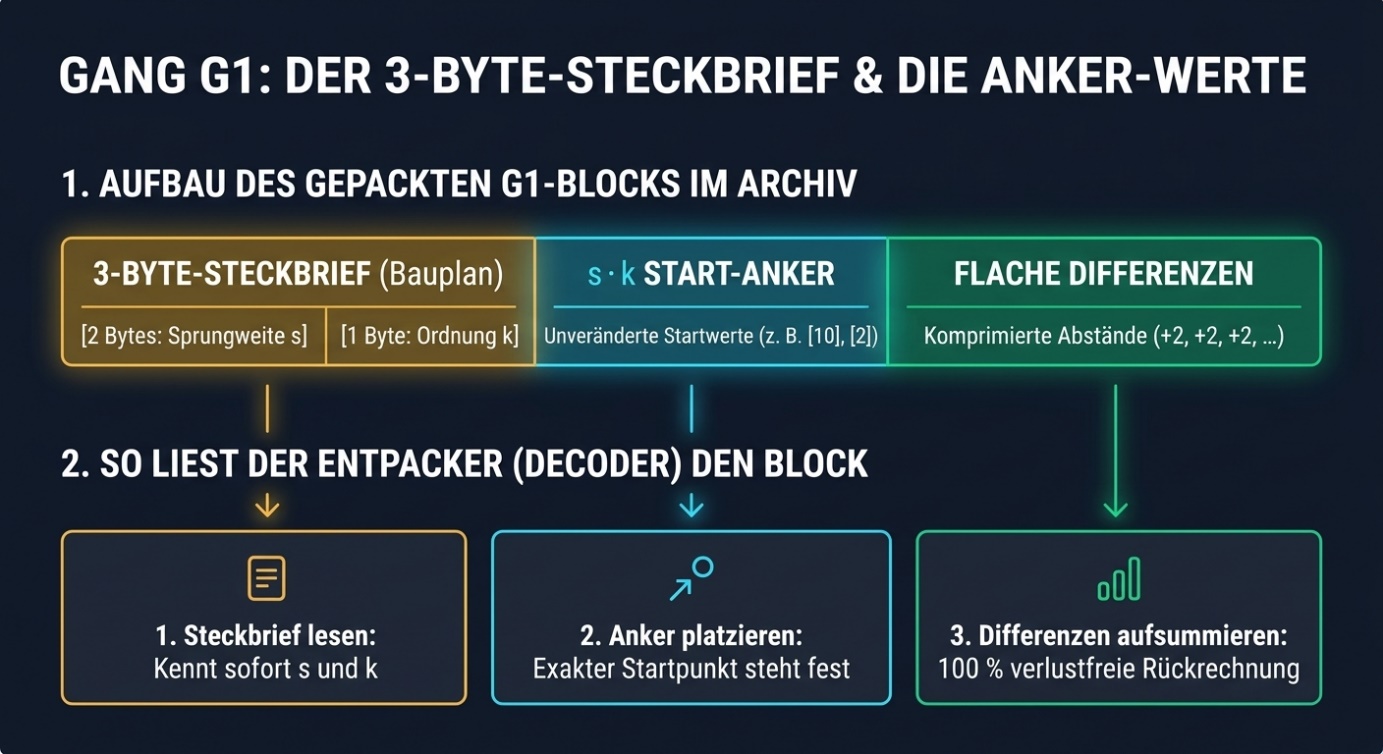 GANG G1: DER 3-BYTE-STECKBRIEF & DIE ANKER-WERTE
1. AUFBAU DES GEPACKTEN G1-BLOCKS IM ARCHIV
3-BYTE-STECKBRIEF (Bauplan)
[2 Bytes: Sprungweite s]
[1 Byte: Ordnung k]
s · k START-ANKER
Unveränderte Startwerte (z. B. [10], [2])
FLACHE DIFFERENZEN
Komprimierte Abstände (+2, +2, +2, ...)
2. SO LIEST DER ENTPACKER (DECODER) DEN BLOCK
1. Steckbrief lesen:
Kennt sofort s und k
2. Anker platzieren:
Exakter Startpunkt steht fest
3. Differenzen aufsummieren:
100 % verlustfreie Rückrechnung